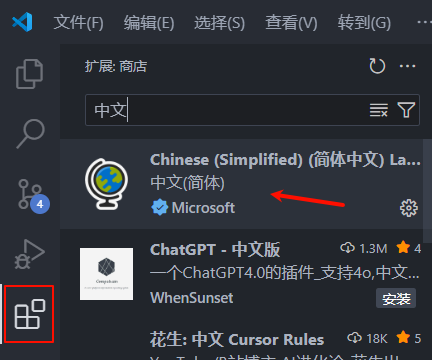 文件(F) 编辑(E) 选择(S) 查看(V) 转到(G)
扩展: 商店
中文
Chinese (Simplified) (简体中文) La...
中文(简体)
Microsoft
4
ChatGPT - 中文版 1.3M 4
一个ChatGPT4.0的插件_支持4o,中文...
WhenSunset 安装
花生: 中文 Cursor Rules 18K 5